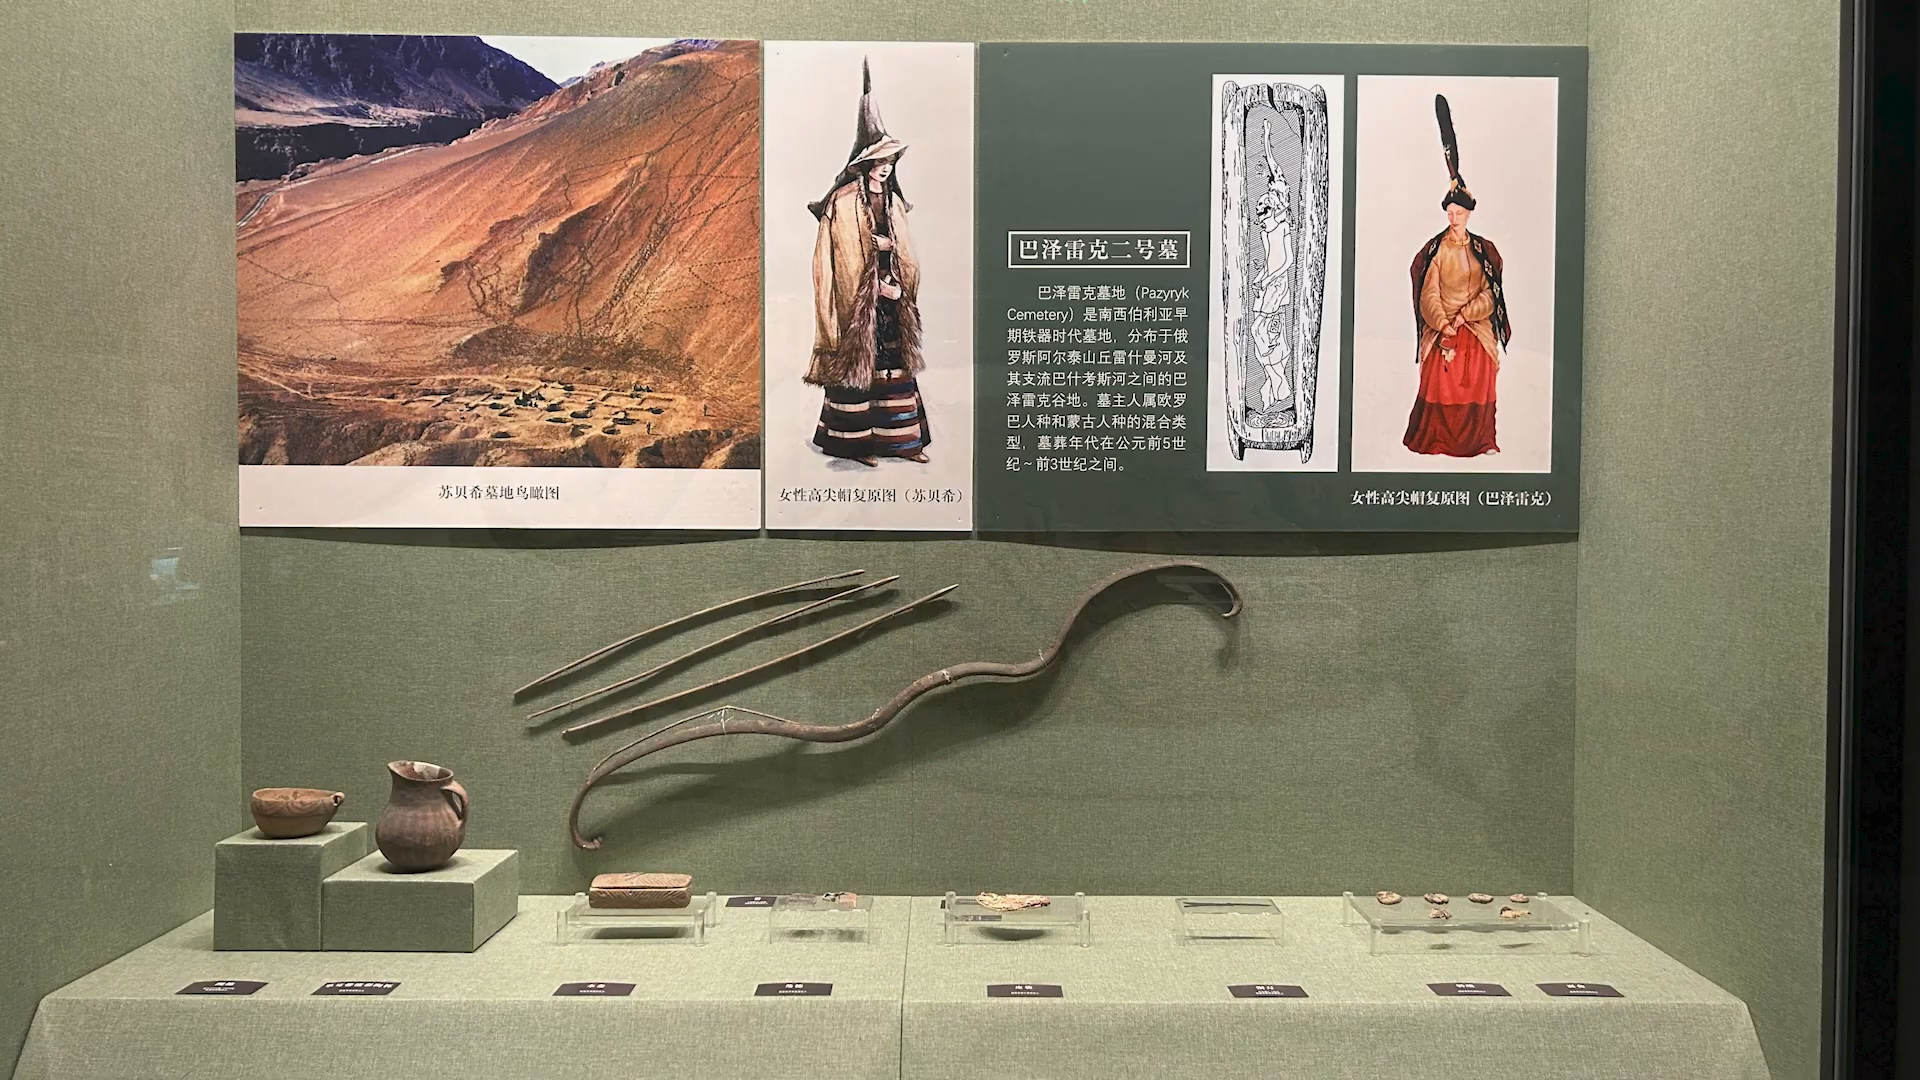 苏贝希墓地鸟瞰图
女性高尖帽复原图（苏贝希）
巴泽雷克二号墓
巴泽雷克墓地（Pazyryk
Cemetery）是南西伯利亚早
期铁器时代墓地，分布于俄
罗斯阿尔泰山丘雷什曼河及
其支流巴什考斯河之间的巴
泽雷克谷地。墓主人属欧罗
巴人种和蒙古人种的混合类
型，墓葬年代在公元前5世
纪～前3世纪之间。
女性高尖帽复原图（巴泽雷克）